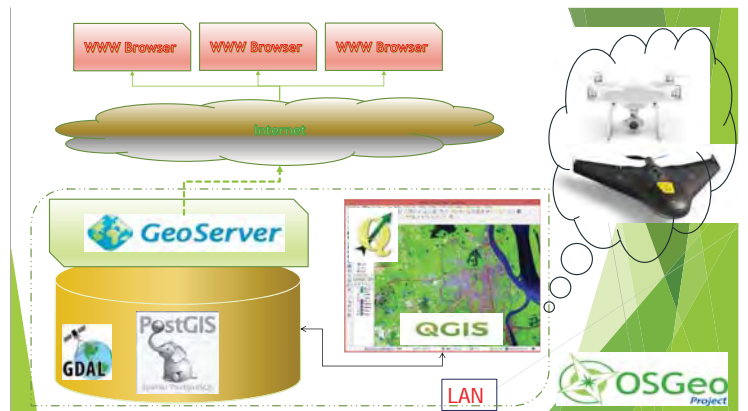 WWW Browser
WWW Browser
WWW Browser
Internet
GeoServer
QGIS
GDAL
PostGIS
LAN
OSGeo
Project